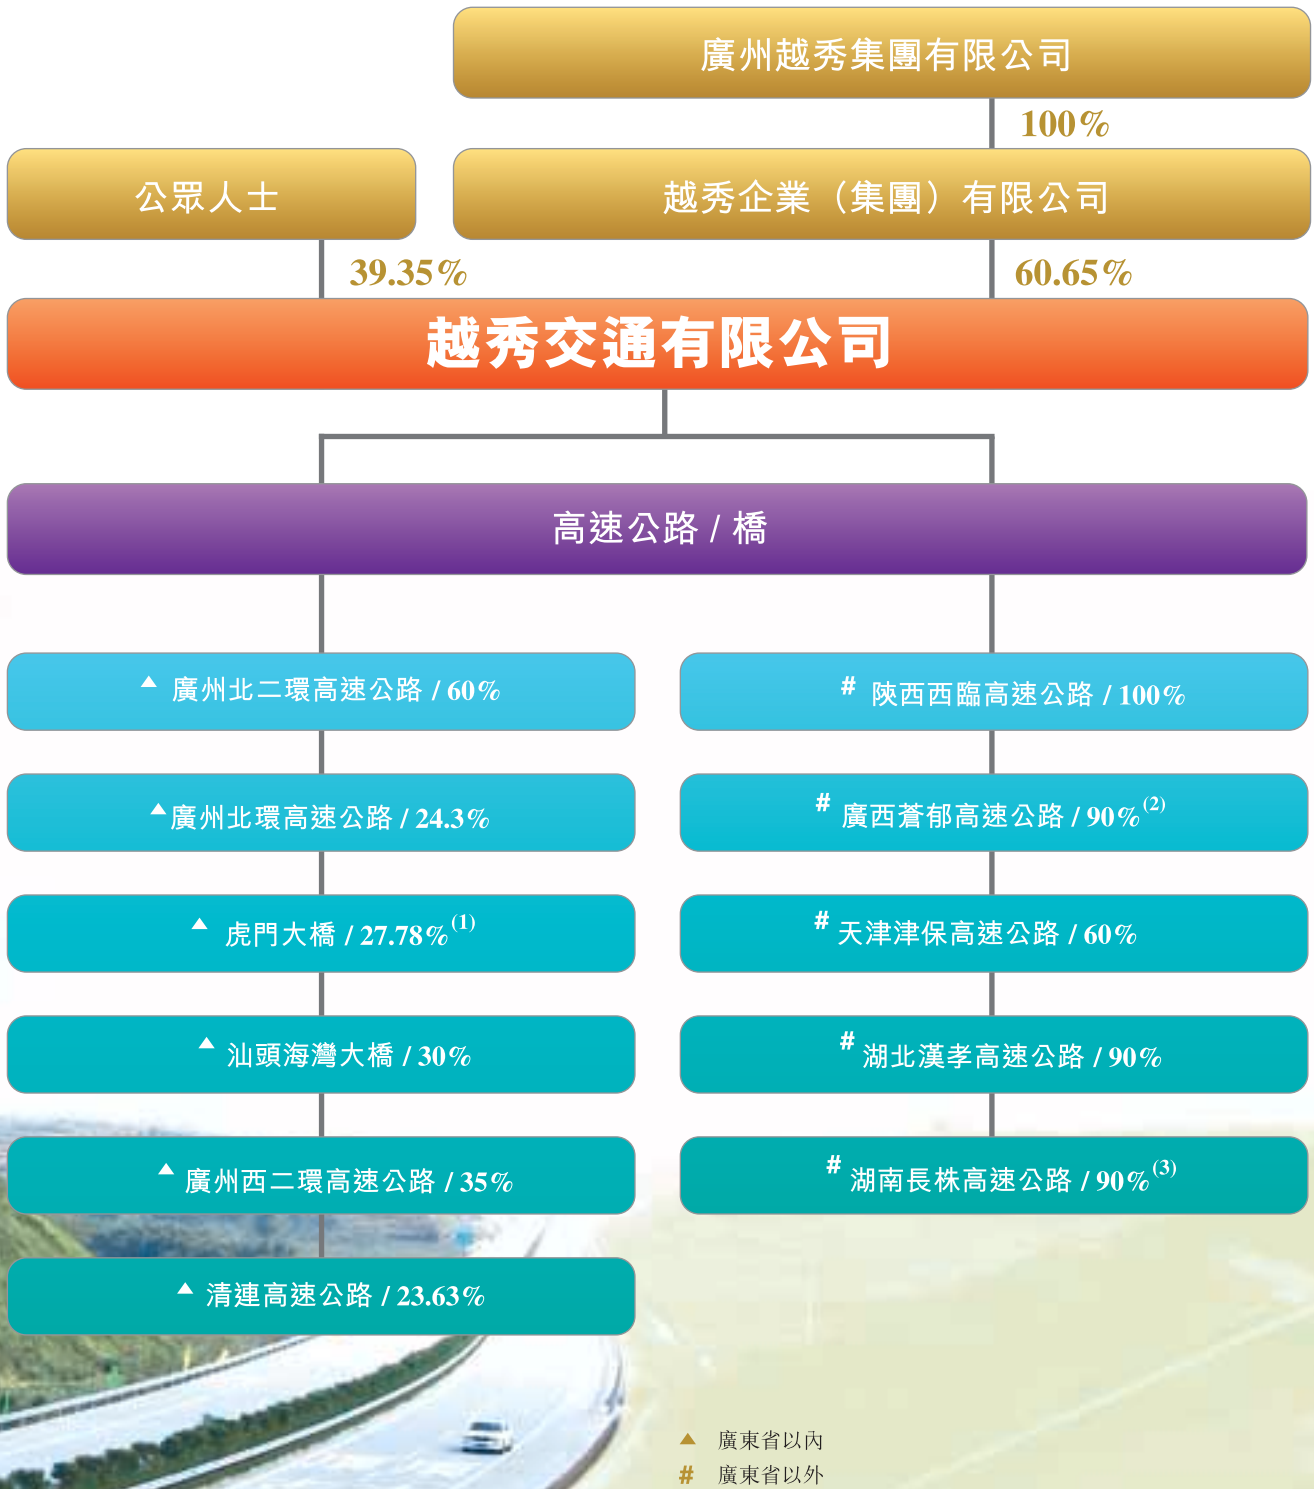 廣州越秀集團有限公司
100%
公眾人士
越秀企業（集團）有限公司
39.35%
60.65%
越秀交通有限公司
高速公路 / 橋
▲ 廣州北二環高速公路 / 60%
▲ 廣州北環高速公路 / 24.3%
▲ 虎門大橋 / 27.78%(1)
▲ 汕頭海灣大橋 / 30%
▲ 廣州西二環高速公路 / 35%
▲ 清連高速公路 / 23.63%
# 陝西西臨高速公路 / 100%
# 廣西蒼郁高速公路 / 90%(2)
# 天津津保高速公路 / 60%
# 湖北漢孝高速公路 / 90%
# 湖南長株高速公路 / 90%(3)
▲ 廣東省以內
# 廣東省以外